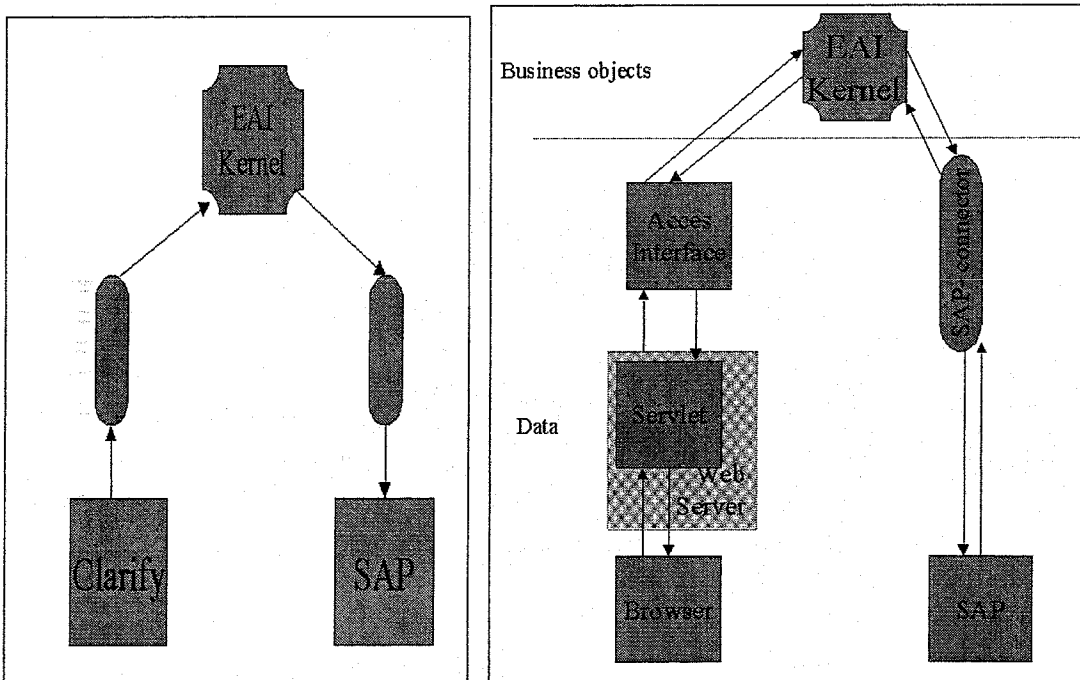 EAI
Kernel
Clarify
SAP
Business objects
EAI
Kernel
Acces
Interface
SAP connector
Data
Servlet
Web
Server
Browser
SAP